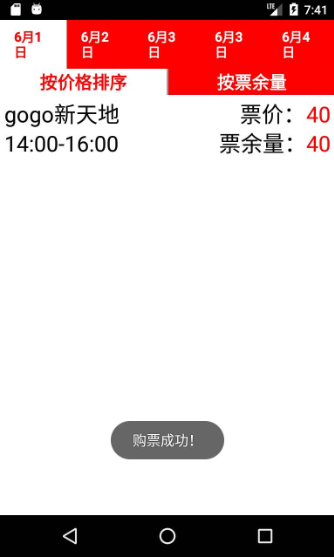 LTE 7:41
6月1日
6月2日
6月3日
6月3日
6月4日
按价格排序
按票余量
gogo新天地
票价：40
14:00-16:00
票余量：40
购票成功！